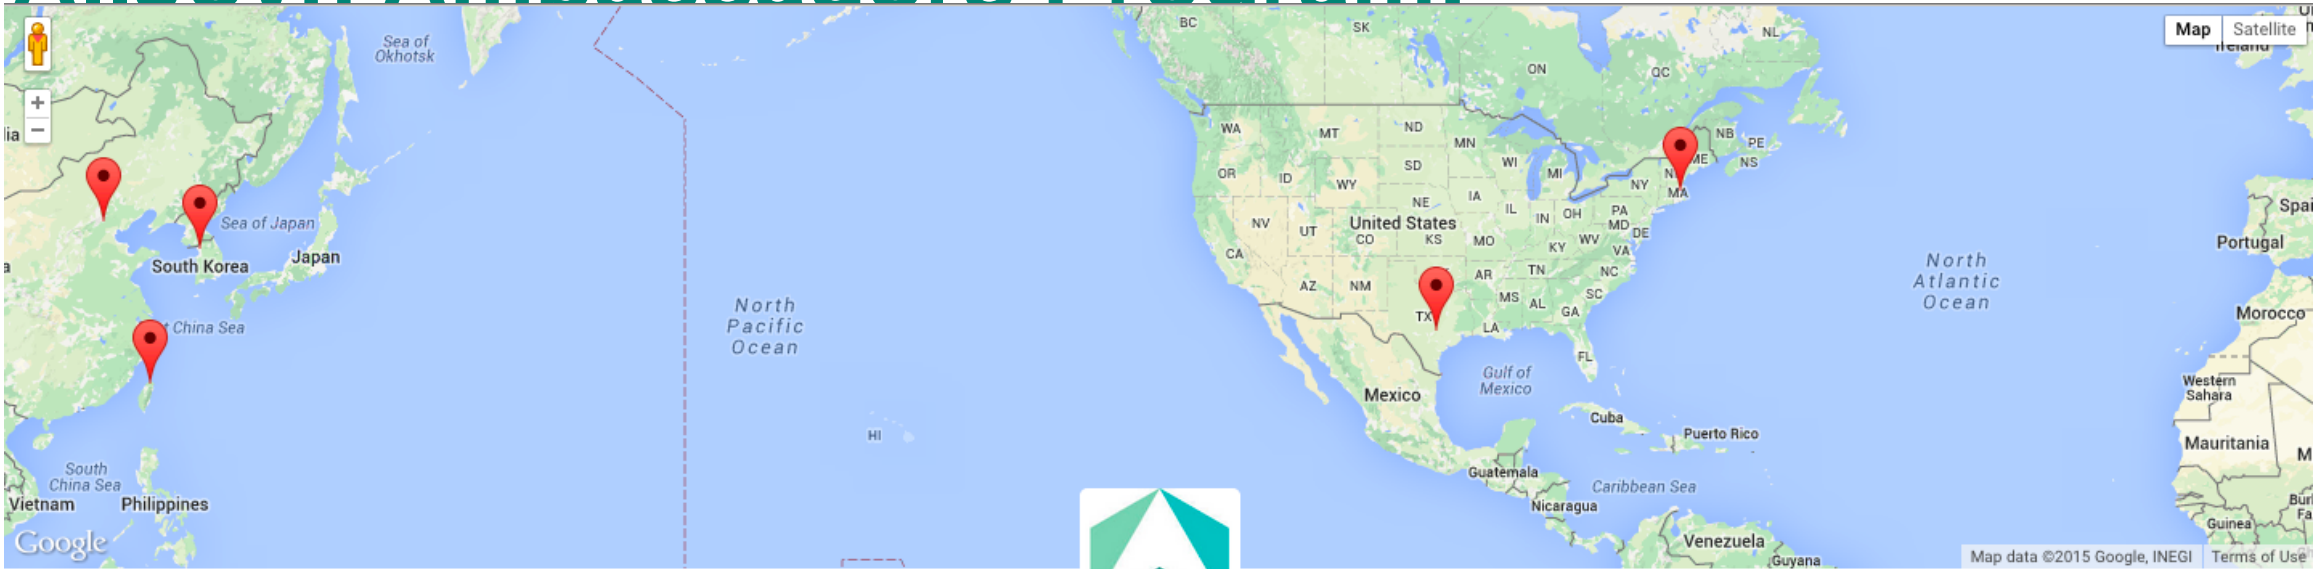 Ambassadors Program
Sea of
Okhotsk
BC
SK
NL
Map
Satellite
Ireland
ON
QC
WA
MT
ND
MN
NB
PE
NS
ME
OR
ID
WY
SD
WI
MI
NY
MA
Sea of Japan
NV
UT
NE
IA
IL
IN
OH
PA
MD
DE
United States
CO
KS
MO
KY
WV
VA
CA
Japan
South Korea
AZ
NM
AR
TN
NC
SC
MS
AL
GA
TX
LA
FL
China Sea
North
Pacific
Ocean
North
Atlantic
Ocean
Portugal
Morocco
Gulf of
Mexico
Mexico
Western
Sahara
Cuba
Puerto Rico
HI
Mauritania
South
China Sea
Vietnam
Philippines
Guatemala
Caribbean Sea
Nicaragua
Guinea
Venezuela
Guyana
Google
Map data ©2015 Google, INEGI
Terms of Use